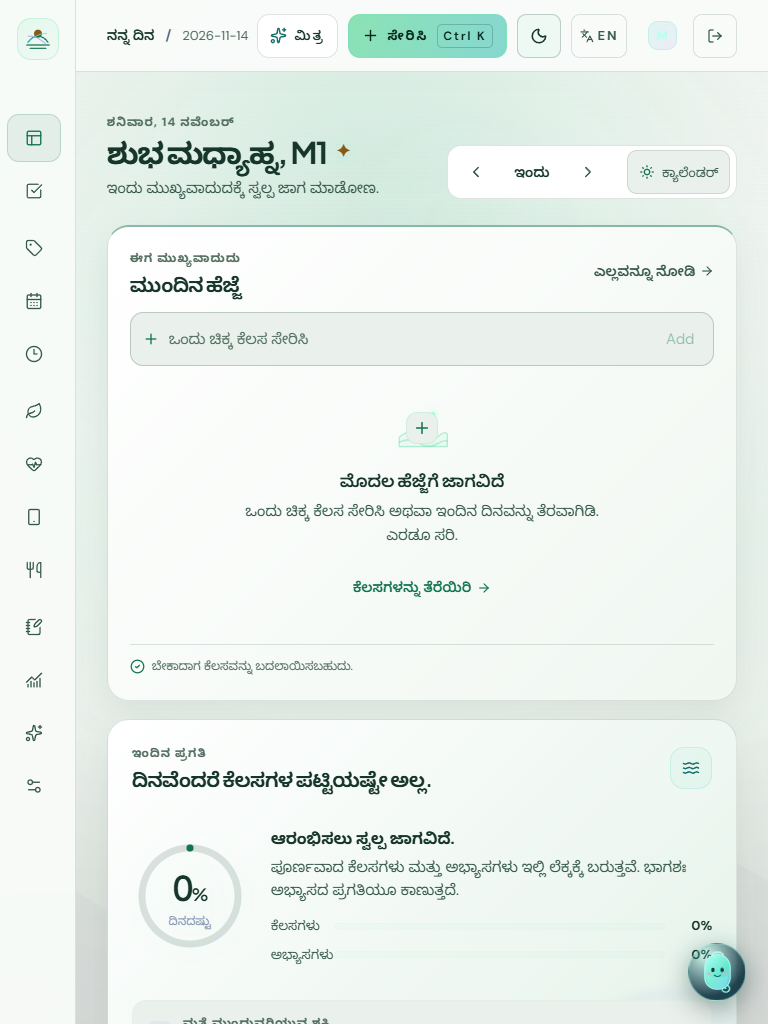 ನನ್ನ ದಿನ / 2026-11-14
ಮಿತ್ರ
ಸೇರಿಸಿ Ctrl K
EN
M
ಶನಿವಾರ, 14 ನವೆಂಬರ್
ಶುಭ ಮಧ್ಯಾಹ್ನ, M1
ಇಂದು ಮುಖ್ಯವಾದುದಕ್ಕೆ ಸ್ವಲ್ಪ ಜಾಗ ಮಾಡೋಣ.
ಇಂದು
ಕ್ಯಾಲೆಂಡರ್
ಈಗ ಮುಖ್ಯವಾದುದು
ಮುಂದಿನ ಹೆಜ್ಜೆ
ಎಲ್ಲವನ್ನೂ ನೋಡಿ
ಒಂದು ಚಿಕ್ಕ ಕೆಲಸ ಸೇರಿಸಿ
Add
ಮೊದಲ ಹೆಜ್ಜೆಗೆ ಜಾಗವಿದೆ
ಒಂದು ಚಿಕ್ಕ ಕೆಲಸ ಸೇರಿಸಿ ಅಥವಾ ಇಂದಿನ ದಿನವನ್ನು ತೆರವಾಗಿಡಿ.
ಎರಡೂ ಸರಿ.
ಕೆಲಸಗಳನ್ನು ತೆರೆಯಿರಿ
ಬೇಕಾದಾಗ ಕೆಲಸವನ್ನು ಬದಲಾಯಿಸಬಹುದು.
ಇಂದಿನ ಪ್ರಗತಿ
ದಿನವೆಂದರೆ ಕೆಲಸಗಳ ಪಟ್ಟಿಯಷ್ಟೇ ಅಲ್ಲ.
0%
ದಿನದಷ್ಟು
ಆರಂಭಿಸಲು ಸ್ವಲ್ಪ ಜಾಗವಿದೆ.
ಪೂರ್ಣವಾದ ಕೆಲಸಗಳು ಮತ್ತು ಅಭ್ಯಾಸಗಳು ಇಲ್ಲಿ ಲೆಕ್ಕಕ್ಕೆ ಬರುತ್ತವೆ. ಭಾಗಶಃ
ಅಭ್ಯಾಸದ ಪ್ರಗತಿಯೂ ಕಾಣುತ್ತದೆ.
ಕೆಲಸಗಳು 0%
ಅಭ್ಯಾಸಗಳು 0%
ಮತ್ತೆ ಮುಂದುವರಿಯುವ ಶಕ್ತಿ